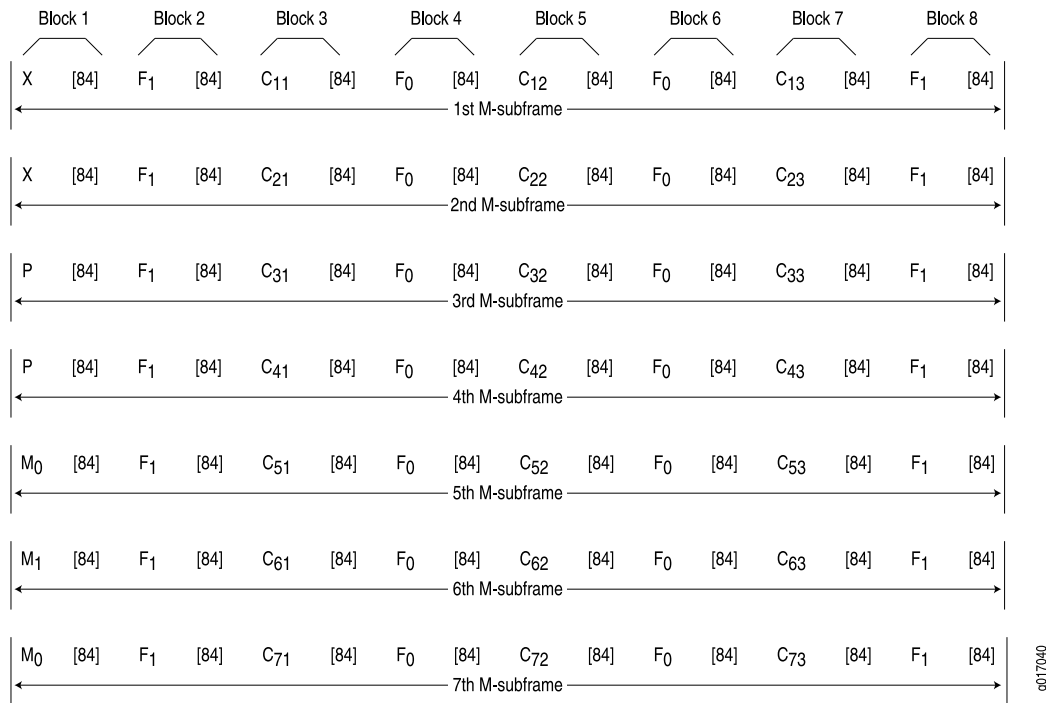 Block 1 Block 2 Block 3 Block 4 Block 5 Block 6 Block 7 Block 8
X [84] F1 [84] C11 [84] F0 [84] C12 [84] F0 [84] C13 [84] F1 [84]
1st M-subframe
X [84] F1 [84] C21 [84] F0 [84] C22 [84] F0 [84] C23 [84] F1 [84]
2nd M-subframe
P [84] F1 [84] C31 [84] F0 [84] C32 [84] F0 [84] C33 [84] F1 [84]
3rd M-subframe
P [84] F1 [84] C41 [84] F0 [84] C42 [84] F0 [84] C43 [84] F1 [84]
4th M-subframe
M0 [84] F1 [84] C51 [84] F0 [84] C52 [84] F0 [84] C53 [84] F1 [84]
5th M-subframe
M1 [84] F1 [84] C61 [84] F0 [84] C62 [84] F0 [84] C63 [84] F1 [84]
6th M-subframe
M0 [84] F1 [84] C71 [84] F0 [84] C72 [84] F0 [84] C73 [84] F1 [84]
7th M-subframe
g017040